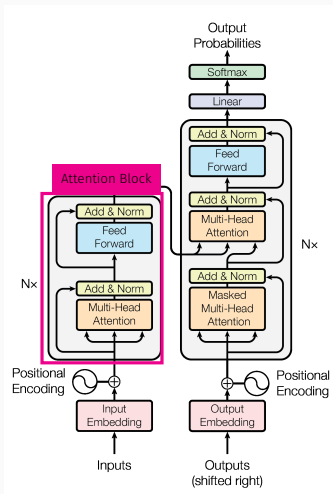 Output
Probabilities
Softmax
Linear
Add & Norm
Feed
Forward
Attention Block
Add & Norm
Add & Norm
Multi-Head
Attention
Feed
Forward
N×
Nx
Add & Norm
Add & Norm
Multi-Head
Attention
Masked
Multi-Head
Attention
Positional
Encoding
Positional
Encoding
Input
Embedding
Output
Embedding
Inputs
Outputs
(shifted right)